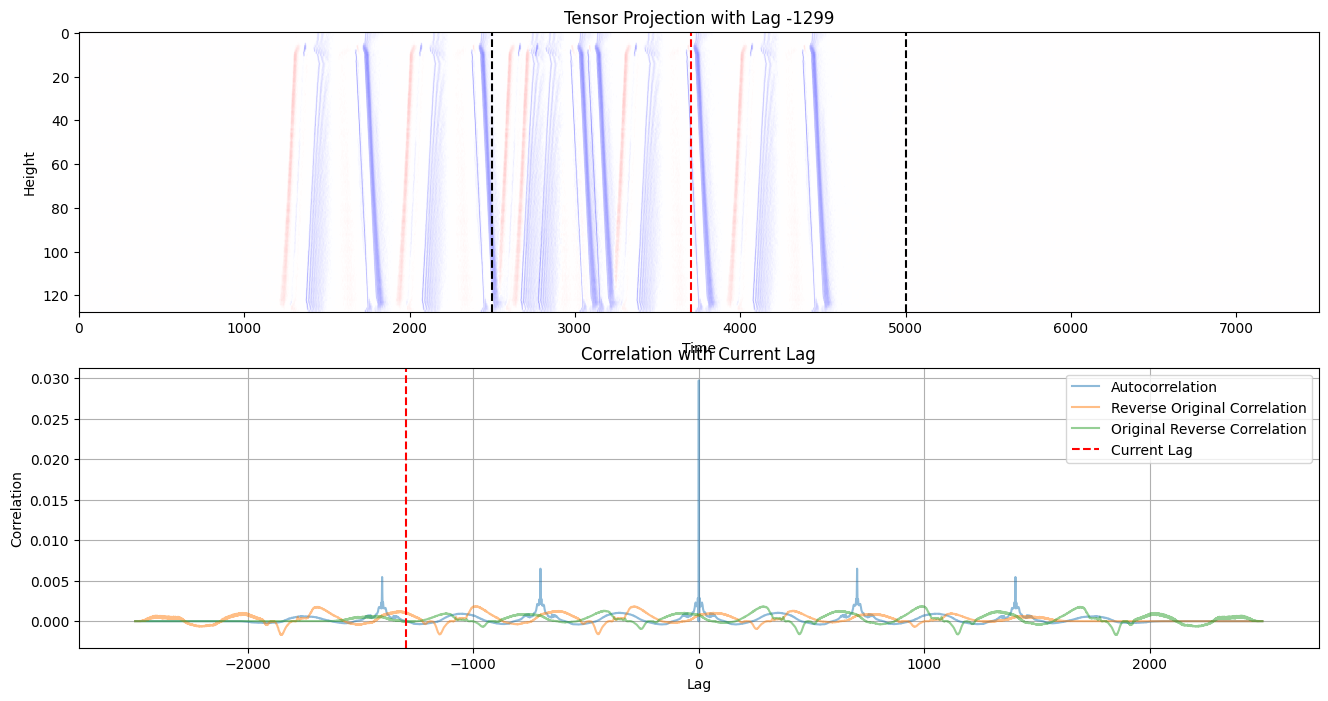 Tensor Projection with Lag -1299
Height
0
20
40
60
80
100
120
0 1000 2000 3000 4000 5000 6000 7000
Time
Correlation with Current Lag
Correlation
0.030
0.025
0.020
0.015
0.010
0.005
0.000
Autocorrelation
Reverse Original Correlation
Original Reverse Correlation
Current Lag
−2000 −1000 0 1000 2000
Lag